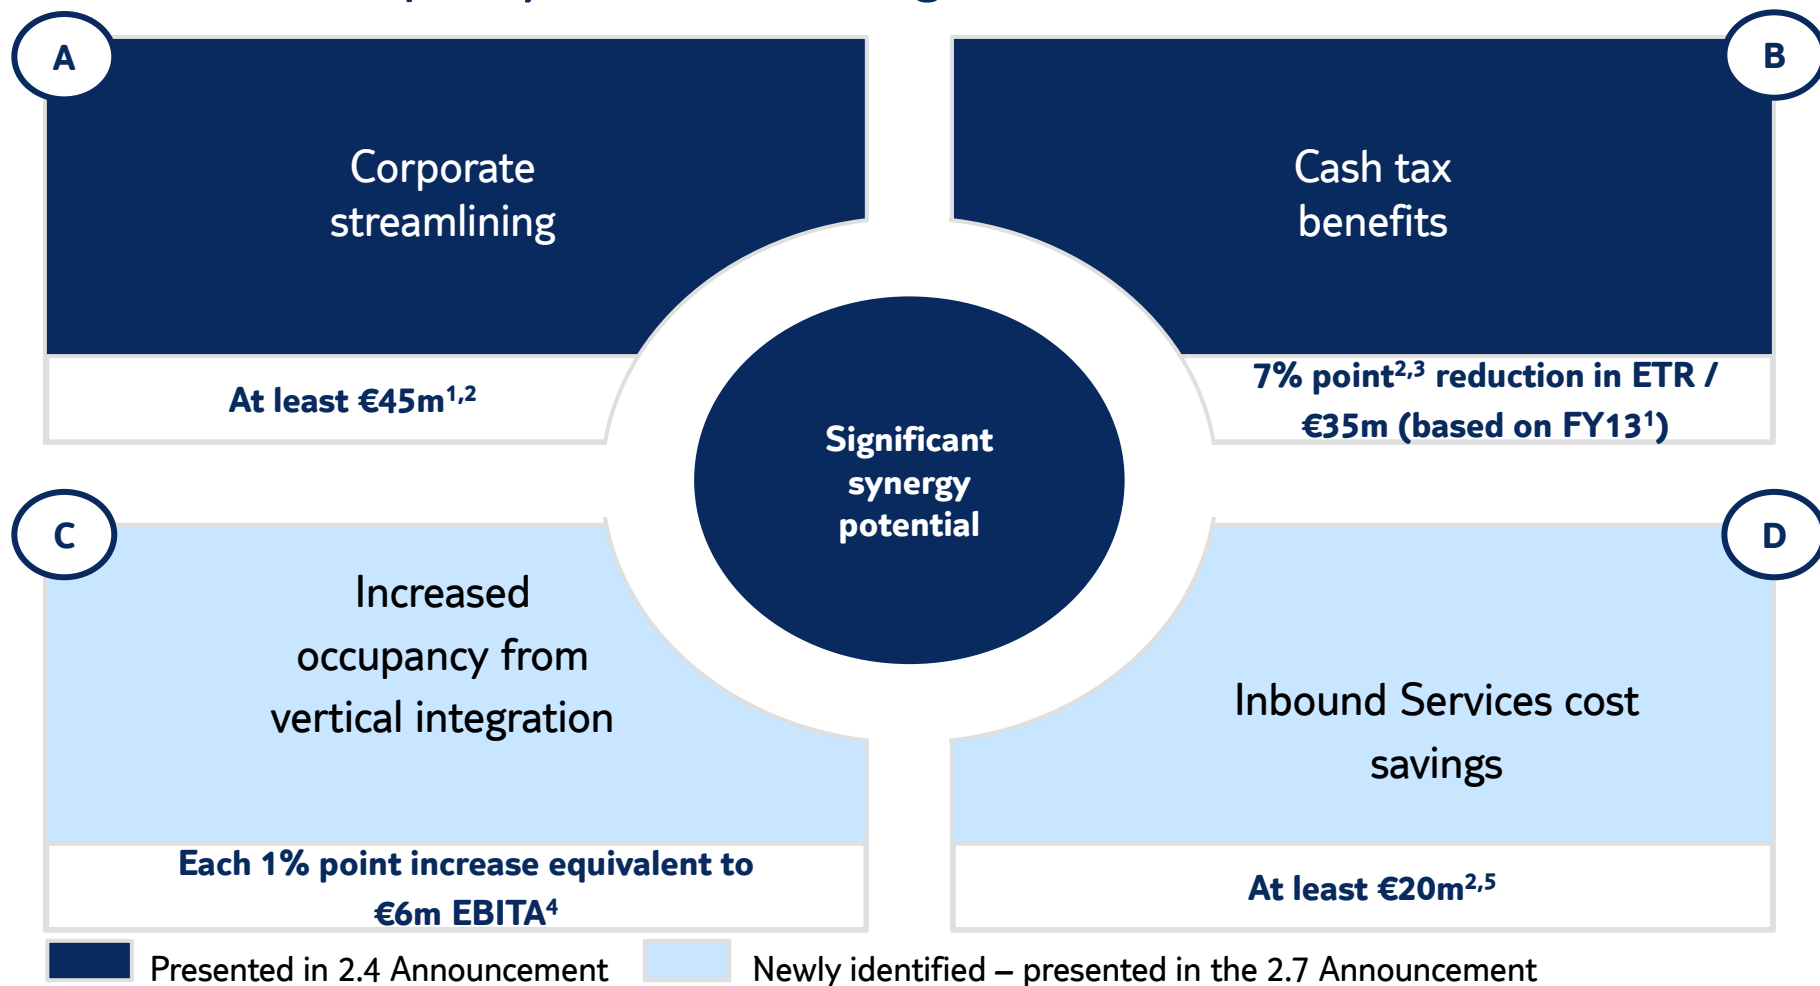 A
B
Corporate
streamlining
Cash tax
benefits
At least €45m1,2
7% point2,3 reduction in ETR /
€35m (based on FY131)
Significant
synergy
potential
C
D
Increased
occupancy from
vertical integration
Inbound Services cost
savings
Each 1% point increase equivalent to
€6m EBITA4
At least €20m2,5
Presented in 2.4 Announcement
Newly identified – presented in the 2.7 Announcement